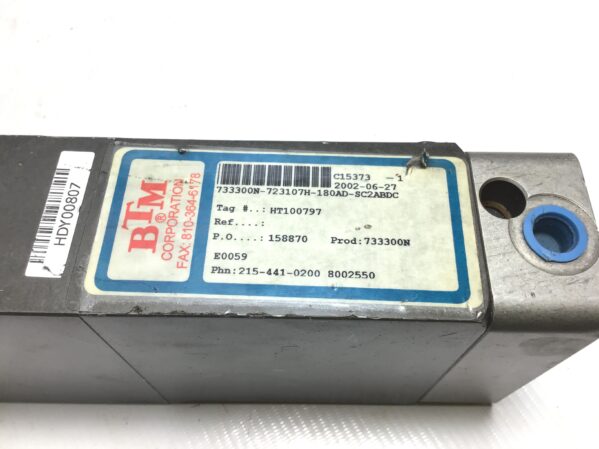 HDY00807
BTM
®
CORPORATION
FAX: 810-364-6178
C15373 -1
2002-06-27
733300N-723107H-180AD-SC2ABDC
Tag #..: HT100797
Ref....:
P.O....: 158870 Prod:733300N
E0059
Phn:215-441-0200 8002550